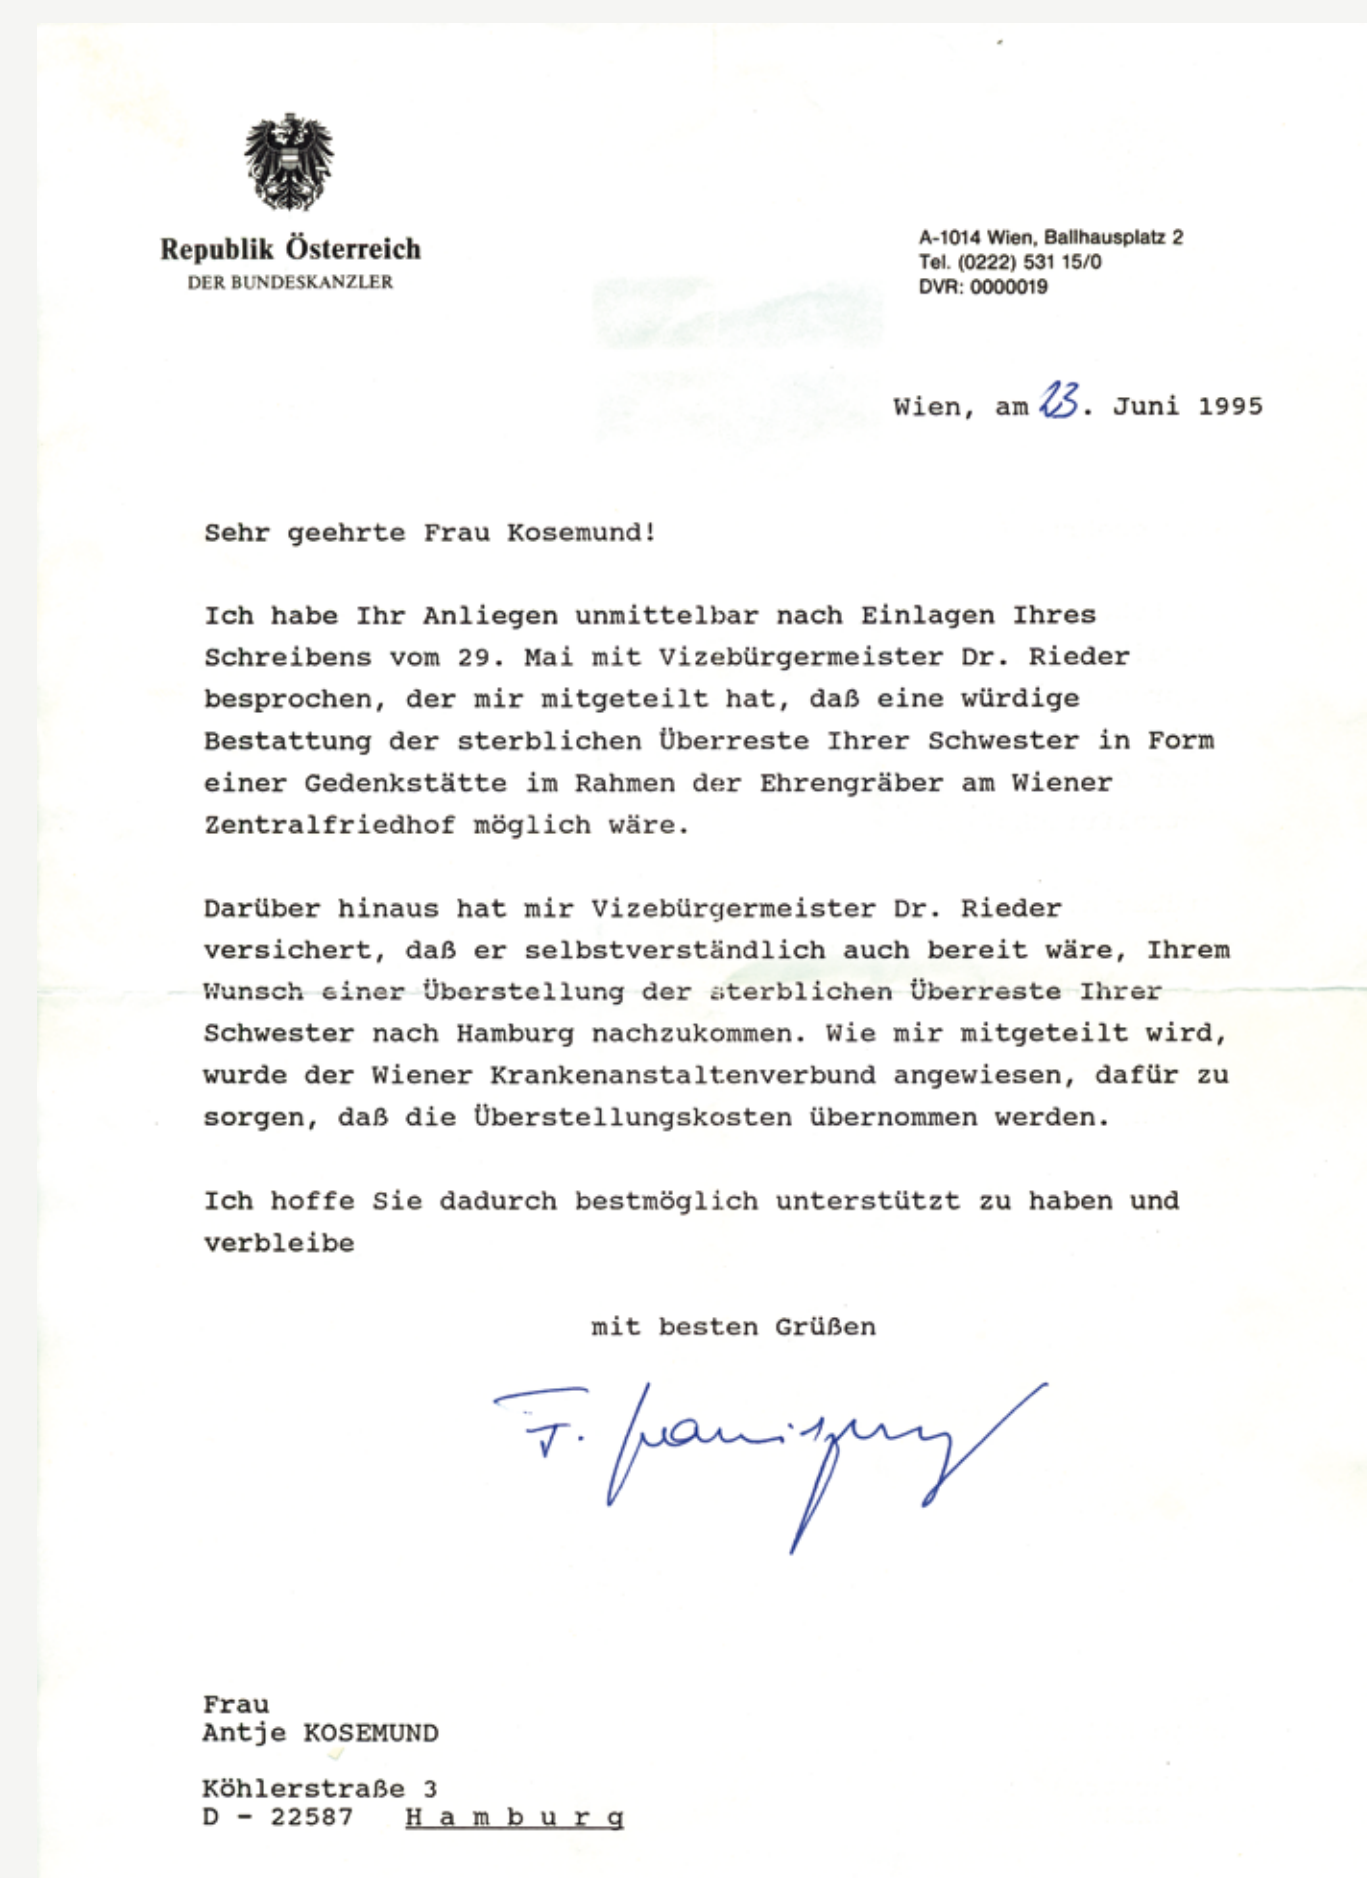 Republik Österreich
DER BUNDESKANZLER
A-1014 Wien, Ballhausplatz 2
Tel. (0222) 531 15/0
DVR: 0000019
Wien, am 23. Juni 1995
Sehr geehrte Frau Kosemund!
Ich habe Ihr Anliegen unmittelbar nach Einlagen Ihres
Schreibens vom 29. Mai mit Vizebürgermeister Dr. Rieder
besprochen, der mir mitgeteilt hat, daß eine würdige
Bestattung der sterblichen Überreste Ihrer Schwester in Form
einer Gedenkstätte im Rahmen der Ehrengräber am Wiener
Zentralfriedhof möglich wäre.
Darüber hinaus hat mir Vizebürgermeister Dr. Rieder
versichert, daß er selbstverständlich auch bereit wäre, Ihrem
Wunsch einer Überstellung der sterblichen Überreste Ihrer
Schwester nach Hamburg nachzukommen. Wie mir mitgeteilt wird,
wurde der Wiener Krankenanstaltenverbund angewiesen, dafür zu
sorgen, daß die Überstellungskosten übernommen werden.
Ich hoffe Sie dadurch bestmöglich unterstützt zu haben und
verbleibe
mit besten Grüßen
F.
Frau
Antje KOSEMUND
Köhlerstraße 3
D - 22587 H a m b u r g